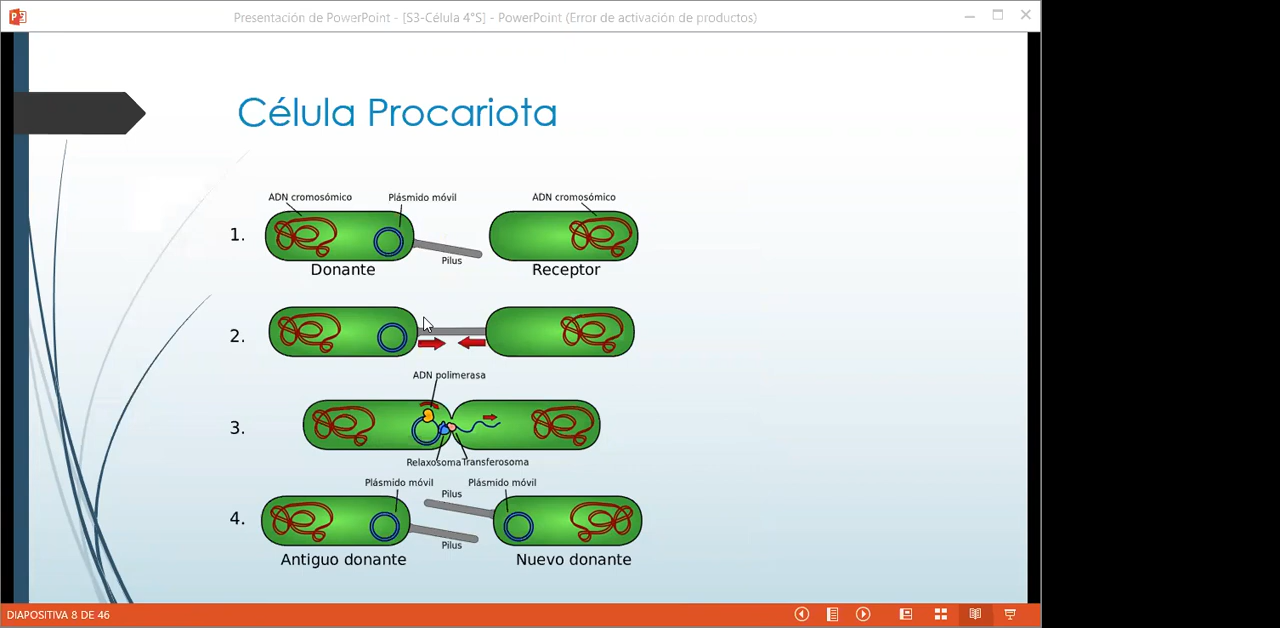 Presentación de PowerPoint - [S3-Célula 4°S] - PowerPoint (Error de activación de productos)
Célula Procariota
ADN cromosómico Plásmido móvil ADN cromosómico
1.
Pilus
Donante Receptor
2.
ADN polimerasa
3.
Relaxosoma Transferosoma
Plásmido móvil Pilus Plásmido móvil
4.
Pilus
Antiguo donante Nuevo donante
DIAPOSITIVA 8 DE 46